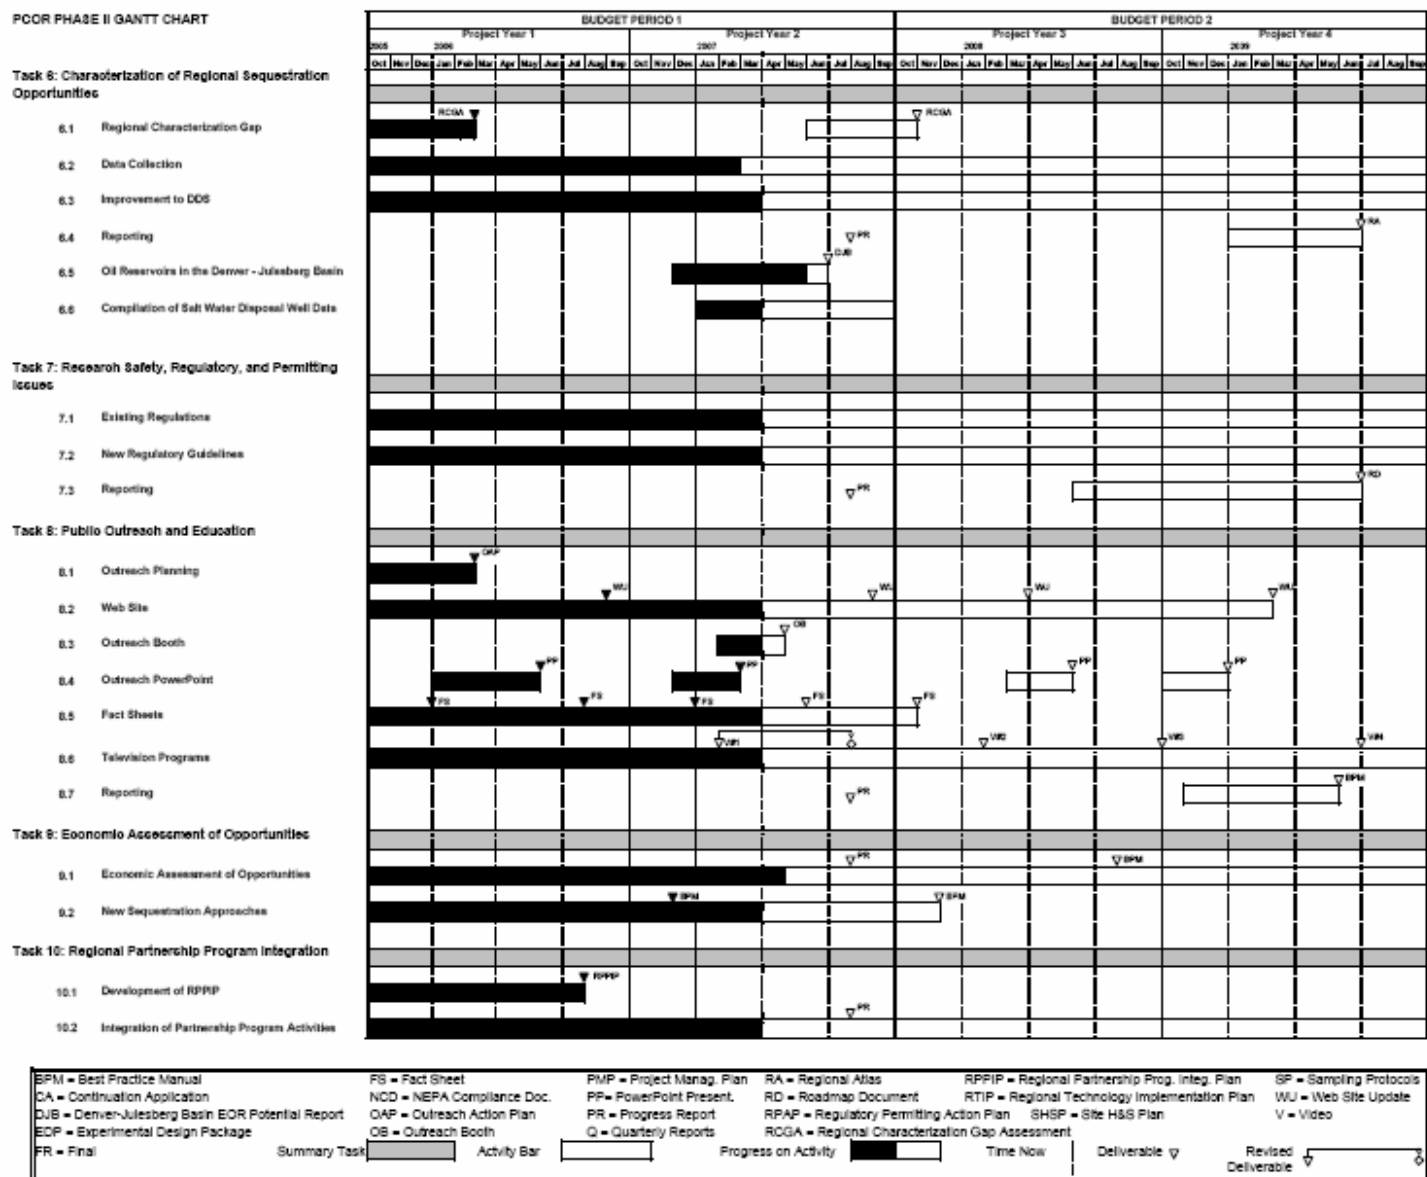 PCOR PHASE II GANTT CHART
BUDGET PERIOD 1 BUDGET PERIOD 2
Project Year 1 Project Year 2 Project Year 3 Project Year 4
2005 2006 2007 2008 2009
Oct Nov Dec Jan Feb Mar Apr May Jun Jul Aug Sep Oct Nov Dec Jan Feb Mar Apr May Jun Jul Aug Sep Oct Nov Dec Jan Feb Mar Apr May Jun Jul Aug Sep Oct Nov Dec Jan Feb Mar Apr May Jun Jul Aug Sep
Task 6: Characterization of Regional Sequestration
Opportunities
RCGA RCGA
6.1 Regional Characterization Gap
6.2 Data Collection
6.3 Improvement to DDS
RA
6.4 Reporting PR
DJB
6.5 Oil Reservoirs in the Denver - Julesberg Basin
6.6 Compilation of Salt Water Disposal Well Data
Task 7: Research Safety, Regulatory, and Permitting
Issues
7.1 Existing Regulations
7.2 New Regulatory Guidelines
RD
7.3 Reporting PR
Task 8: Public Outreach and Education
OAP
8.1 Outreach Planning
WU WU WU WU
8.2 Web Site
OB
8.3 Outreach Booth
PP PP PP PP
8.4 Outreach PowerPoint
FS FS FS FS FS
8.5 Fact Sheets
V#1 V#2 V#3 V#4
8.6 Television Programs
BPM
8.7 Reporting PR
Task 9: Economic Assessment of Opportunities
PR BPM
9.1 Economic Assessment of Opportunities
BPM BPM
9.2 New Sequestration Approaches
Task 10: Regional Partnership Program Integration
RPPIP
10.1 Development of RPPIP
PR
10.2 Integration of Partnership Program Activities
BPM = Best Practice Manual FS = Fact Sheet PMP = Project Manag. Plan RA = Regional Atlas RPPIP = Regional Partnership Prog. Integ. Plan SP = Sampling Protocols
CA = Continuation Application NCD = NEPA Compliance Doc. PP= PowerPoint Present. RD = Roadmap Document RTIP = Regional Technology Implementation Plan WU = Web Site Update
DJB = Denver-Julesberg Basin EOR Potential Report OAP = Outreach Action Plan PR = Progress Report RPAP = Regulatory Permitting Action Plan SHSP = Site H&S Plan V = Video
EDP = Experimental Design Package OB = Outreach Booth Q = Quarterly Reports RCGA = Regional Characterization Gap Assessment
FR = Final Summary Task Activity Bar Progress on Activity Time Now Deliverable Revised
Deliverable